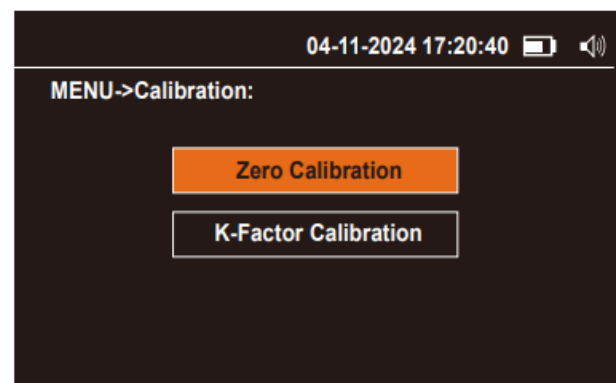 04-11-2024 17:20:40
MENU->Calibration:
Zero Calibration
K-Factor Calibration